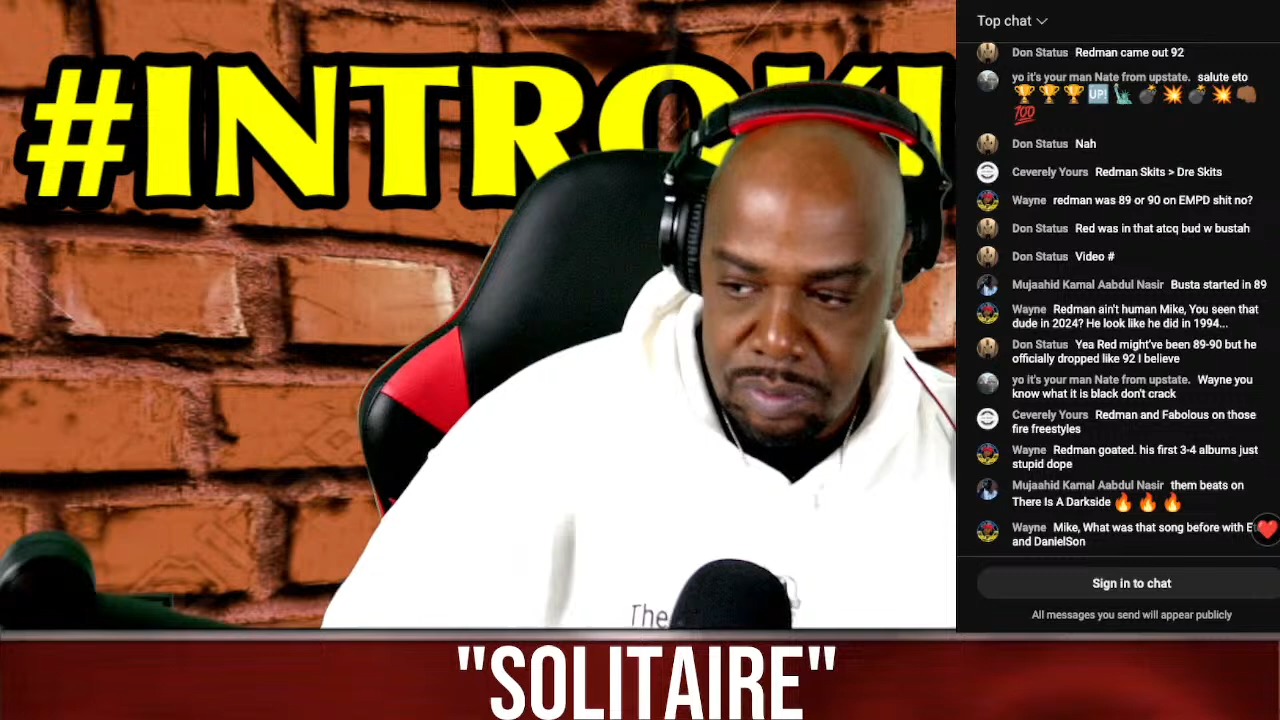 #INTRO
Top chat
Don Status Redman came out 92
yo it's your man Nate from upstate. salute eto
UP!
100
Don Status Nah
Ceverely Yours Redman Skits > Dre Skits
Wayne redman was 89 or 90 on EMPD shit no?
Don Status Red was in that atcq bud w bustah
Don Status Video #
Mujaahid Kamal Aabdul Nasir Busta started in 89
Wayne Redman ain't human Mike, You seen that
dude in 2024? He look like he did in 1994...
Don Status Yea Red might've been 89-90 but he
officially dropped like 92 I believe
yo it's your man Nate from upstate. Wayne you
know what it is black don't crack
Ceverely Yours Redman and Fabolous on those
fire freestyles
Wayne Redman goated. his first 3-4 albums just
stupid dope
Mujaahid Kamal Aabdul Nasir them beats on
There Is A Darkside
Wayne Mike, What was that song before with
and DanielSon
Sign in to chat
All messages you send will appear publicly
The
"SOLITAIRE"